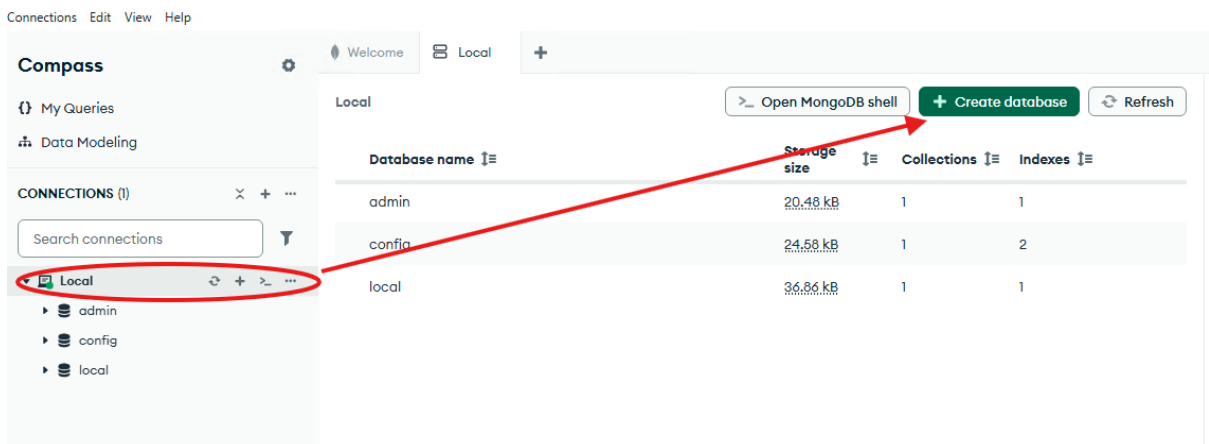 Connections Edit View Help
Compass
My Queries
Data Modeling
CONNECTIONS (1)
Search connections
Local
admin
config
local
Welcome
Local
Local
>_ Open MongoDB shell
+ Create database
Refresh
Database name
Storage size
Collections
Indexes
admin 20.48 kB 1 1
config 24.58 kB 1 2
local 36.86 kB 1 1